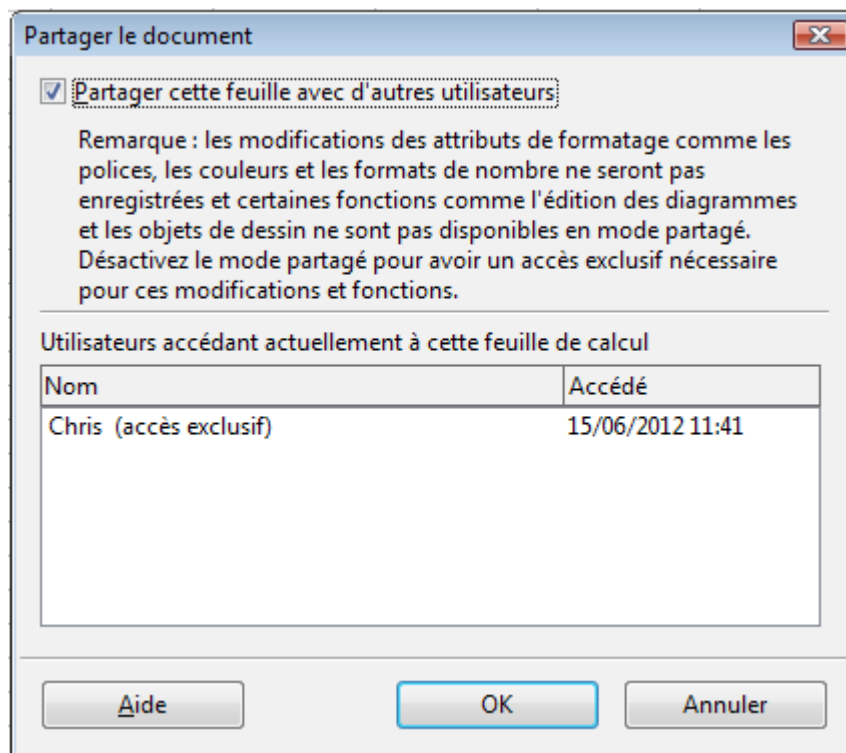 Partager le document
Partager cette feuille avec d'autres utilisateurs
Remarque : les modifications des attributs de formatage comme les
polices, les couleurs et les formats de nombre ne seront pas
enregistrées et certaines fonctions comme l'édition des diagrammes
et les objets de dessin ne sont pas disponibles en mode partagé.
Désactivez le mode partagé pour avoir un accès exclusif nécessaire
pour ces modifications et fonctions.
Utilisateurs accédant actuellement à cette feuille de calcul
Nom Accédé
Chris (accès exclusif) 15/06/2012 11:41
Aide OK Annuler